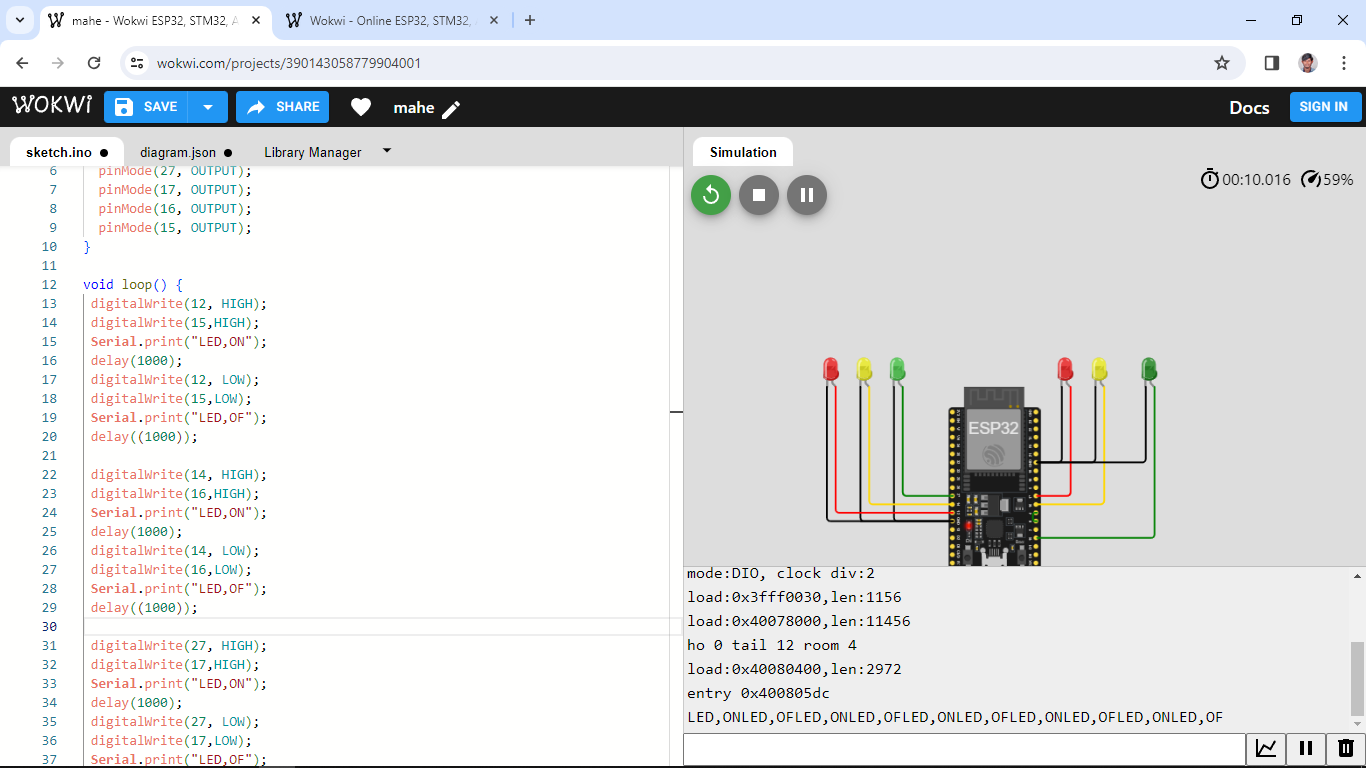 mahe - Wokwi ESP32, STM32, A
Wokwi - Online ESP32, STM32,
wokwi.com/projects/390143058779904001
WOKWi
SAVE
SHARE
mahe
Docs
SIGN IN
sketch.ino
diagram.json
Library Manager
Simulation
00:10.016
59%
6 pinMode(27, OUTPUT);
7 pinMode(17, OUTPUT);
8 pinMode(16, OUTPUT);
9 pinMode(15, OUTPUT);
10 }
11
12 void loop() {
13 digitalWrite(12, HIGH);
14 digitalWrite(15,HIGH);
15 Serial.print("LED,ON");
16 delay(1000);
17 digitalWrite(12, LOW);
18 digitalWrite(15,LOW);
19 Serial.print("LED,OF");
20 delay((1000));
21
22 digitalWrite(14, HIGH);
23 digitalWrite(16,HIGH);
24 Serial.print("LED,ON");
25 delay(1000);
26 digitalWrite(14, LOW);
27 digitalWrite(16,LOW);
28 Serial.print("LED,OF");
29 delay((1000));
30
31 digitalWrite(27, HIGH);
32 digitalWrite(17,HIGH);
33 Serial.print("LED,ON");
34 delay(1000);
35 digitalWrite(27, LOW);
36 digitalWrite(17,LOW);
37 Serial.print("LED,OF");
ESP32
mode:DIO, clock div:2
load:0x3fff0030,len:1156
load:0x40078000,len:11456
ho 0 tail 12 room 4
load:0x40080400,len:2972
entry 0x400805dc
LED,ONLED,OFLED,ONLED,OFLED,ONLED,OFLED,ONLED,OFLED,ONLED,OF